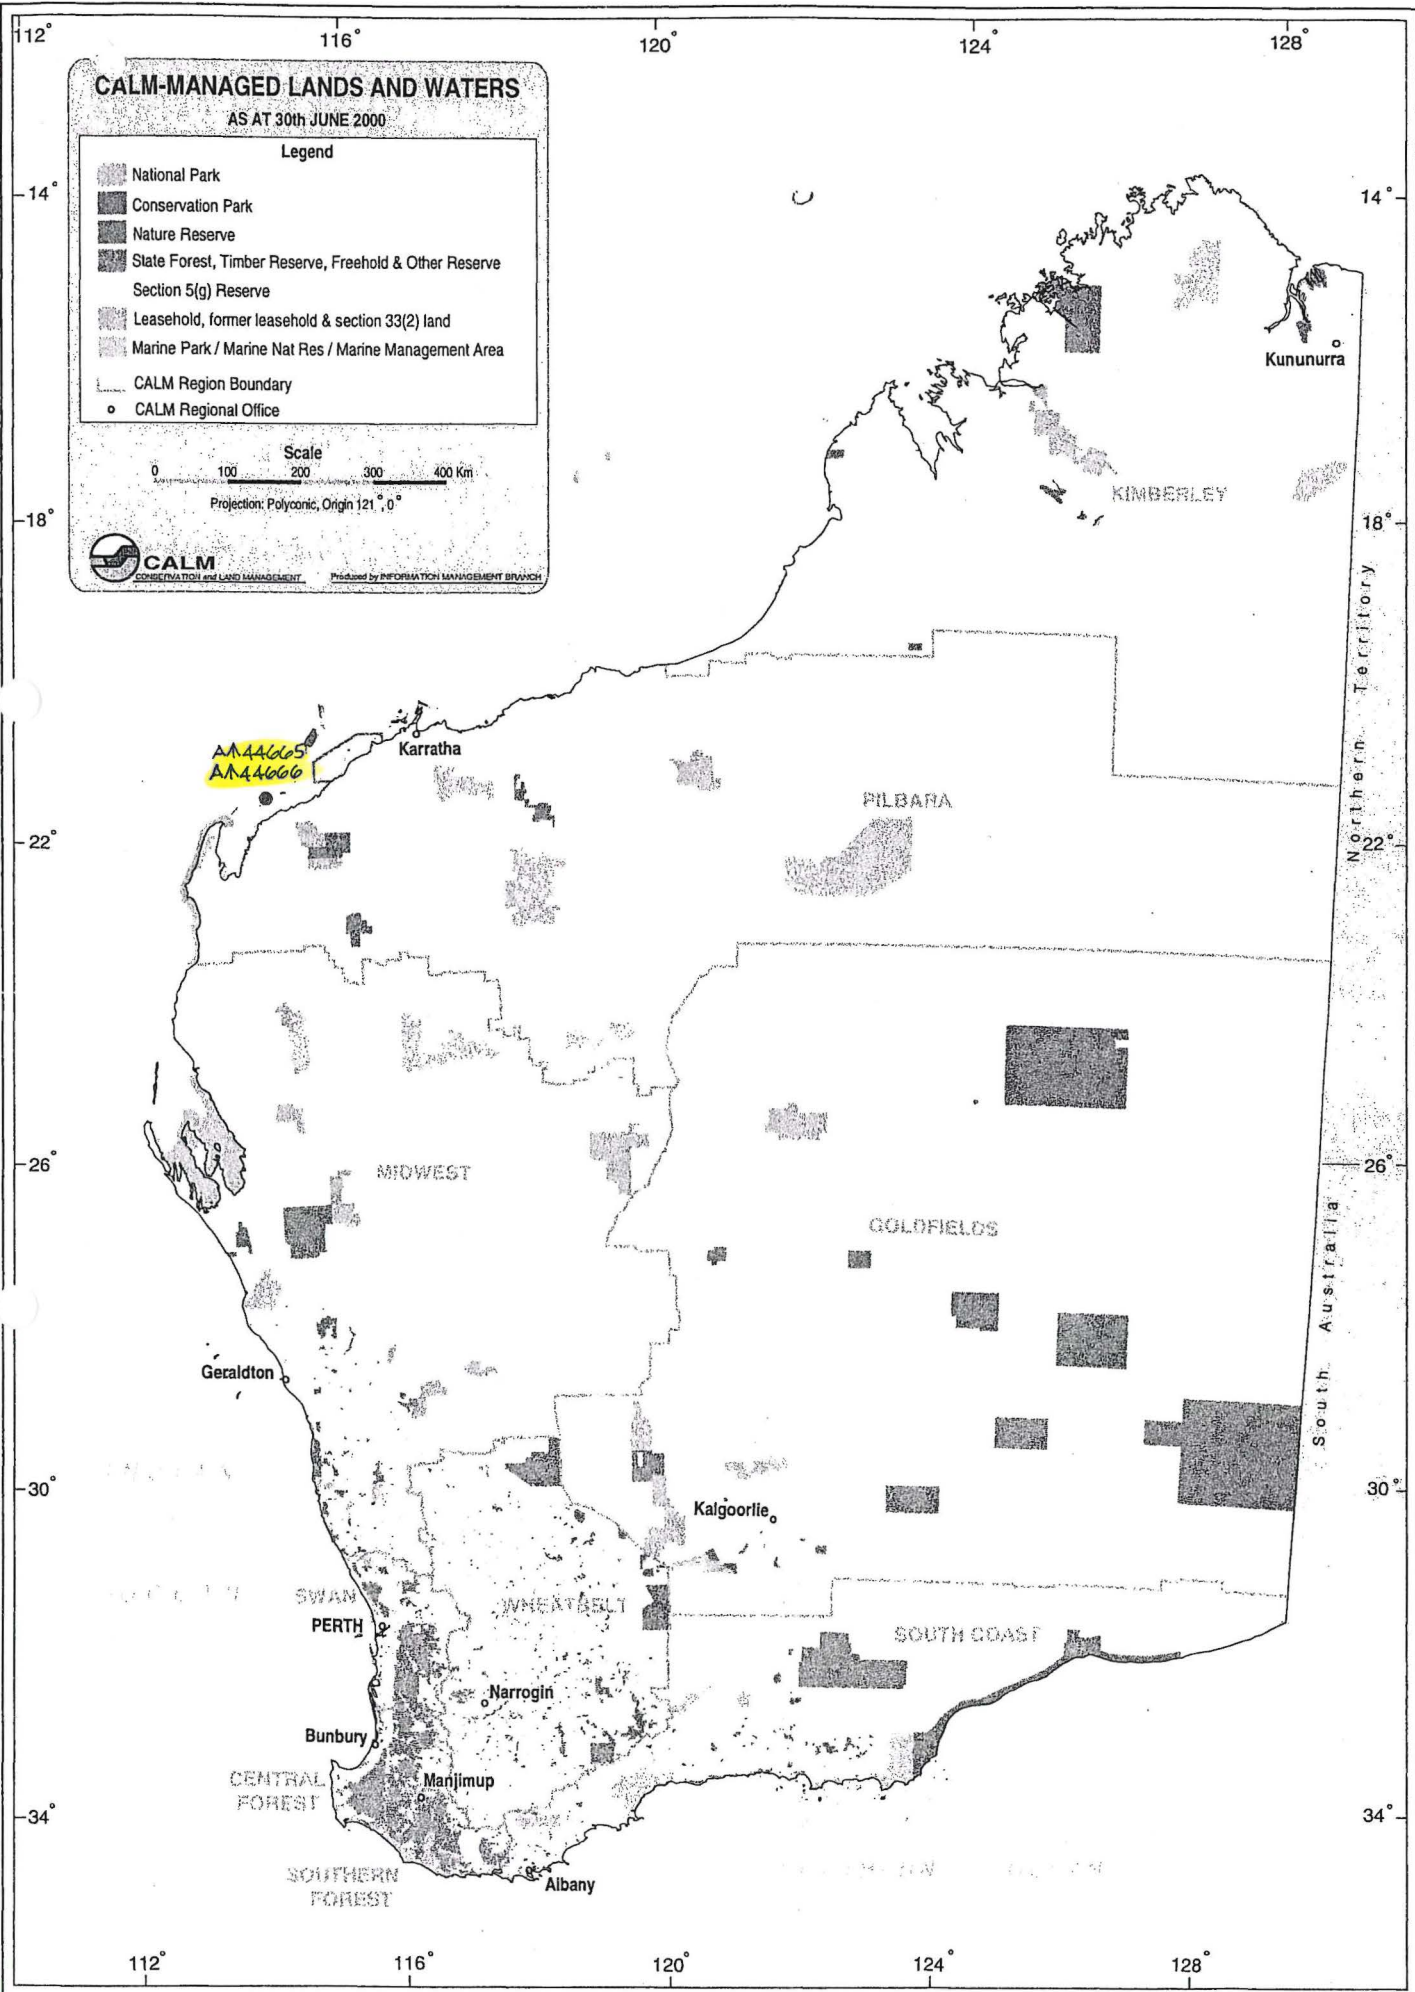 112° 116° 120° 124° 128°
CALM-MANAGED LANDS AND WATERS
AS AT 30th JUNE 2000
Legend
National Park
Conservation Park
Nature Reserve
State Forest, Timber Reserve, Freehold & Other Reserve
Section 5(g) Reserve
Leasehold, former leasehold & section 33(2) land
Marine Park / Marine Nat Res / Marine Management Area
CALM Region Boundary
CALM Regional Office
Scale
0 100 200 300 400 Km
Projection: Polyconic, Origin 121°, 0°
CALM
CONSERVATION and LAND MANAGEMENT
Produced by INFORMATION MANAGEMENT BRANCH
14° 14°
Kununurra
KIMBERLEY
18° 18°
Northern Territory
Karratha
44665
44666
PILBARA
22° 22°
26° 26°
MIDWEST
GOLDFIELDS
South Australia
Geraldton
30° 30°
Kalgoorlie
SWAN
WHEATBELT
PERTH
SOUTH COAST
Narrogin
Bunbury
CENTRAL
FOREST
Manjimup
34° 34°
SOUTHERN
FOREST
Albany
112° 116° 120° 124° 128°